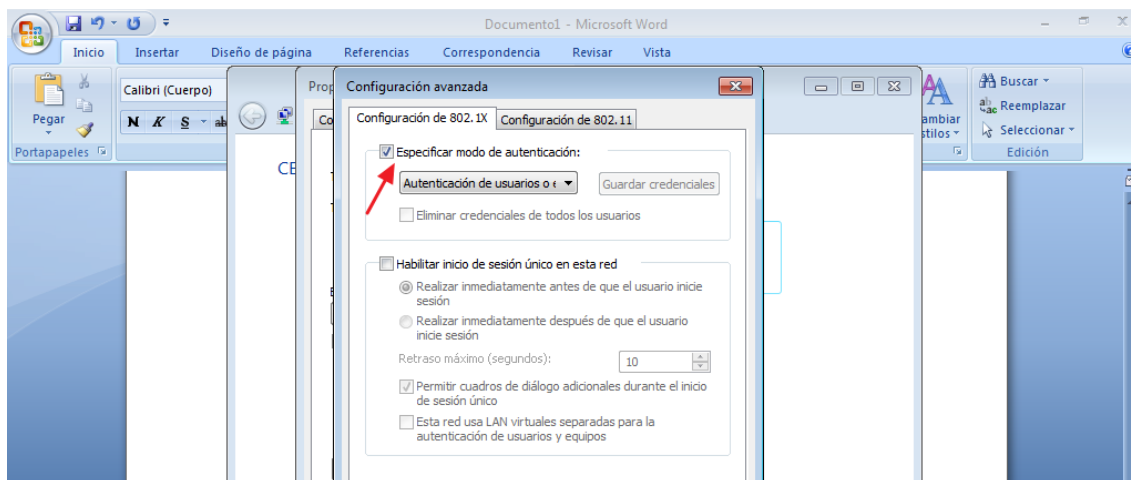 Documento1 - Microsoft Word
Inicio Insertar Diseño de página Referencias Correspondencia Revisar Vista
Pegar
Portapapeles
Calibri (Cuerpo)
N K S ab
Prop
Co
CE
Configuración avanzada
Configuración de 802.1X Configuración de 802.11
Especificar modo de autenticación:
Autenticación de usuarios o e Guardar credenciales
Eliminar credenciales de todos los usuarios
Habilitar inicio de sesión único en esta red
Realizar inmediatamente antes de que el usuario inicie
sesión
Realizar inmediatamente después de que el usuario
inicie sesión
Retraso máximo (segundos): 10
Permitir cuadros de diálogo adicionales durante el inicio
de sesión único
Esta red usa LAN virtuales separadas para la
autenticación de usuarios y equipos
ambiar
stilos
Buscar
Reemplazar
Seleccionar
Edición